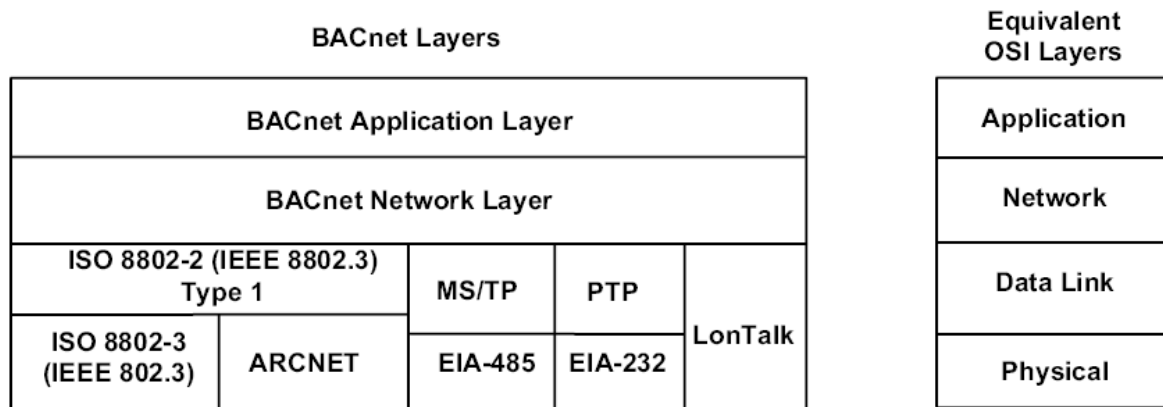 BACnet Layers
Equivalent
OSI Layers
BACnet Application Layer
Application
BACnet Network Layer
Network
ISO 8802-2 (IEEE 8802.3)
Type 1
MS/TP
PTP
LonTalk
Data Link
ISO 8802-3
(IEEE 802.3)
ARCNET
EIA-485
EIA-232
Physical